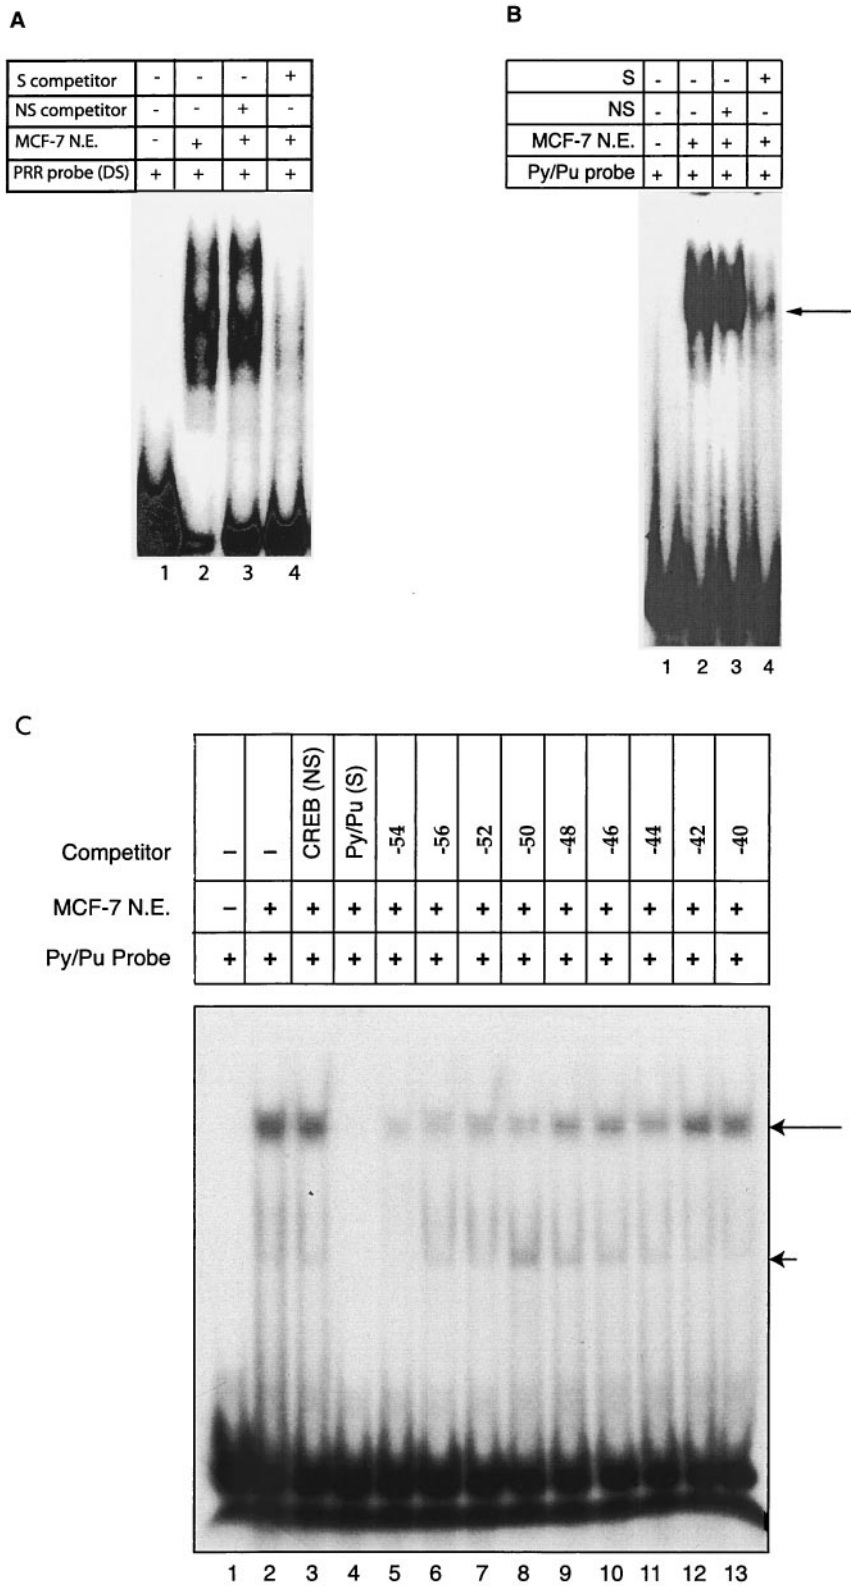 A
S competitor - - - +
NS competitor - - + -
MCF-7 N.E. - + + +
PRR probe (DS) + + + +
1 2 3 4
B
S - - - +
NS - - + -
MCF-7 N.E. - + + +
Py/Pu probe + + + +
1 2 3 4
C
Competitor – – CREB (NS) Py/Pu (S) -54 -56 -52 -50 -48 -46 -44 -42 -40
MCF-7 N.E. – + + + + + + + + + + + +
Py/Pu Probe + + + + + + + + + + + + +
1 2 3 4 5 6 7 8 9 10 11 12 13